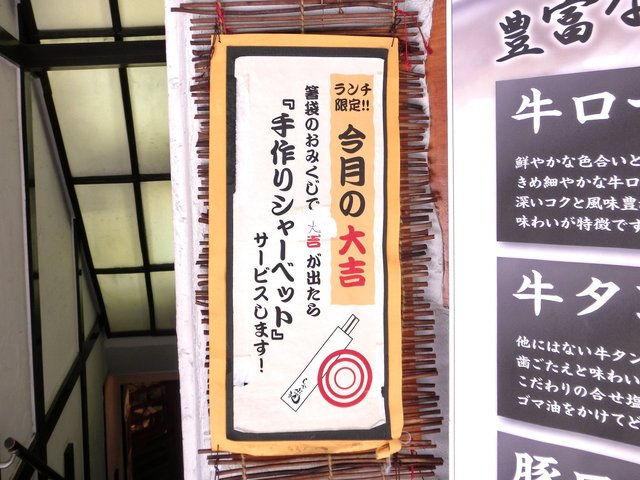 ランチ
限定!!
今月の大吉
箸袋のおみくじで大吉が出たら
『手作りシャーベット』
サービスします!
豊富な
牛ロ
鮮やかな色合いと
きめ細やかな牛ロ
深いコクと風味豊
味わいが特徴です
牛タ
他にはない牛タン
歯ごたえと味わい
こだわりの合せ塩
ゴマ油をかけてど
豚